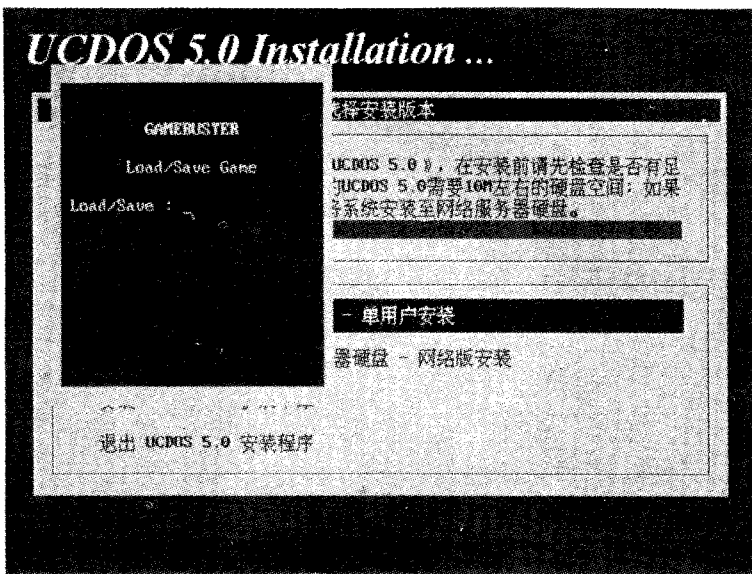 UCDOS 5.0 Installation ...
择安装版本
GAMEBUSTER
Load/Save Game
Load/Save : _
UCDOS 5.0 》，在安装前请先检查是否有足
UCDOS 5.0需要10M左右的硬盘空间；如果
系统安装至网络服务器硬盘。
- 单用户安装
器硬盘 - 网络版安装
退出 UCDOS 5.0 安装程序